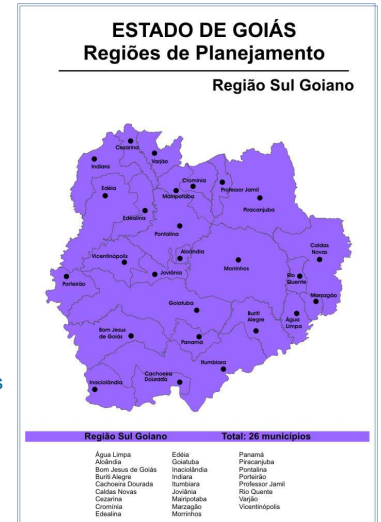 ESTADO DE GOIÁS
Regiões de Planejamento
Região Sul Goiano
Cezarina
Varjão
Indiara
Cromínia
Professor Jamil
Edéia
Mairipotaba
Piracanjuba
Edealina
Pontalina
Caldas
Novas
Aloândia
Vicentinópolis
Morrinhos
Joviânia
Rio
Quente
Porteirão
Marzagão
Goiatuba
Buriti
Alegre
Água
Limpa
Bom Jesus
de Goiás
Panamá
Itumbiara
Cachoeira
Dourada
Inaciolândia
s
Região Sul Goiano Total: 26 municípios
Água Limpa Edéia Panamá
Aloândia Goiatuba Piracanjuba
Bom Jesus de Goiás Inaciolândia Pontalina
Buriti Alegre Indiara Porteirão
Cachoeira Dourada Itumbiara Professor Jamil
Caldas Novas Joviânia Rio Quente
Cezarina Mairipotaba Varjão
Cromínia Marzagão Vicentinópolis
Edealina Morrinhos